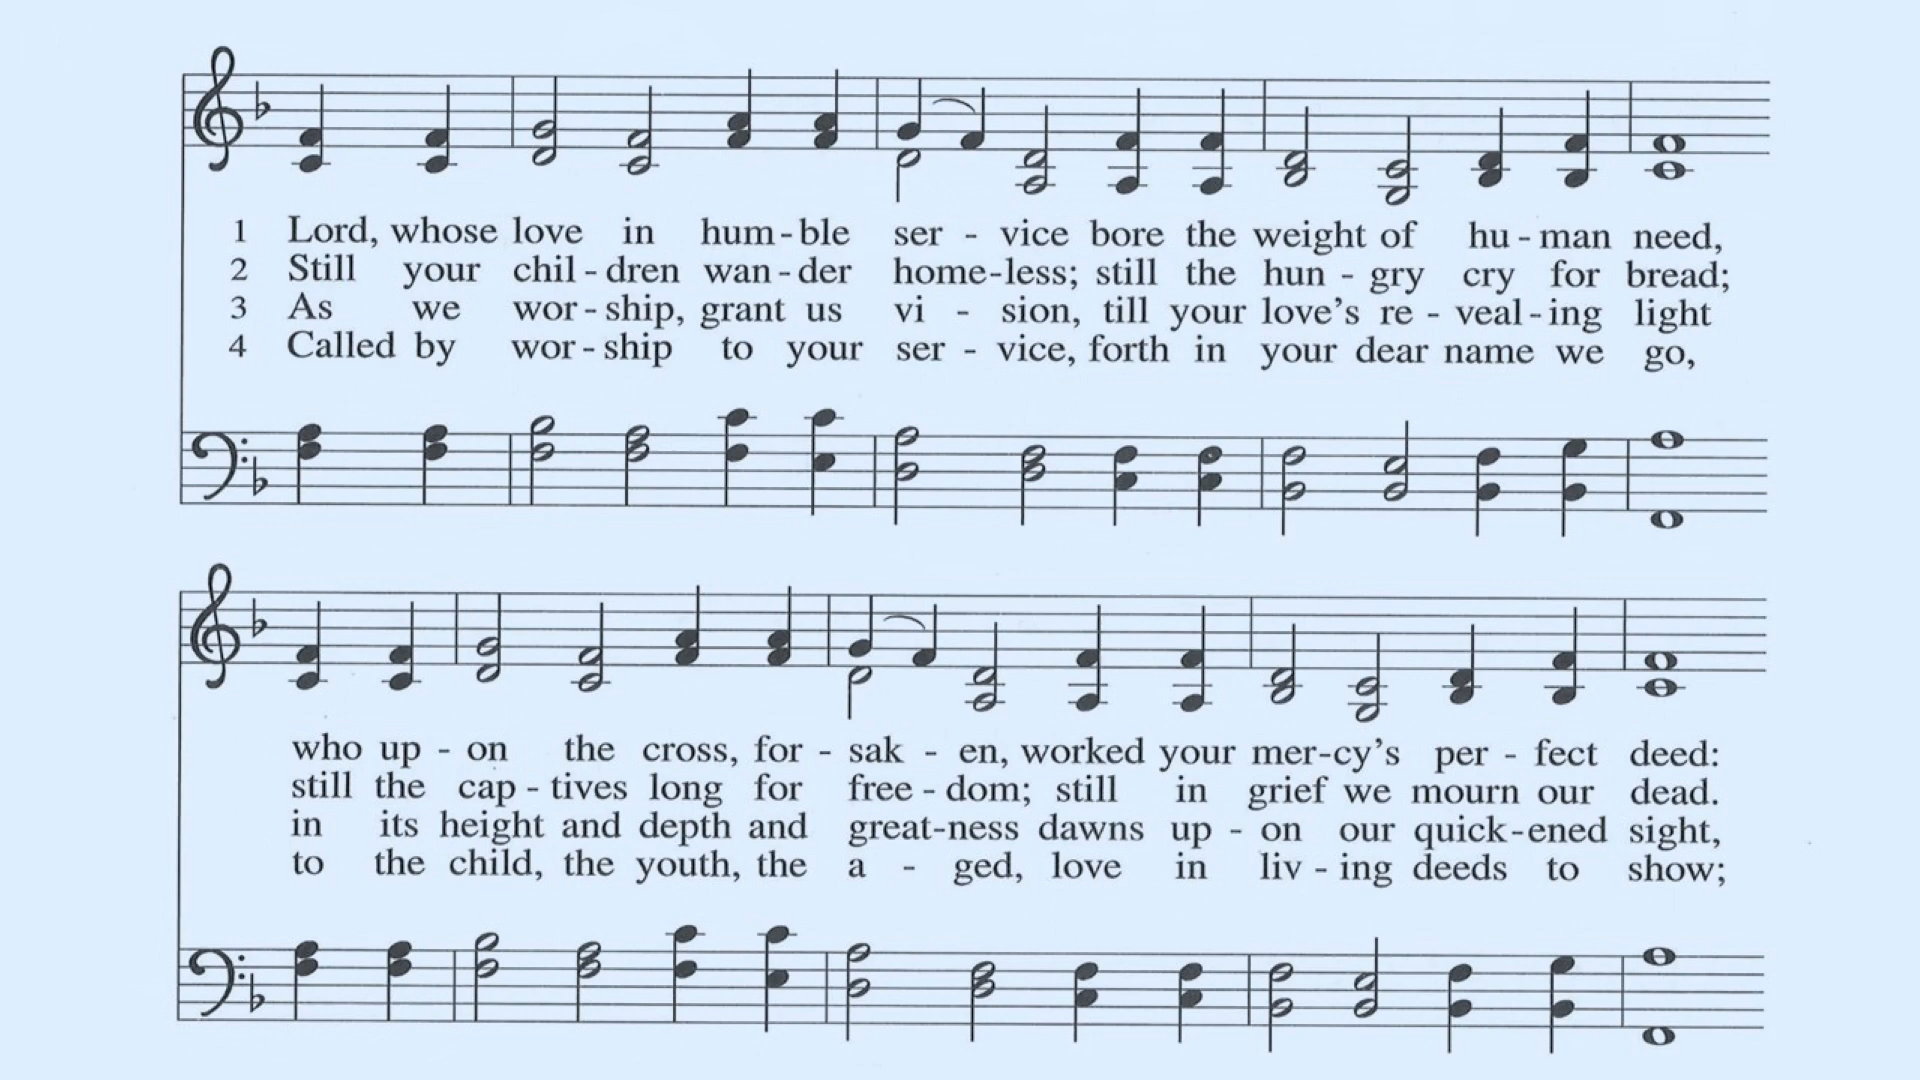 1 Lord, whose love in hum-ble ser - vice bore the weight of hu-man need,
2 Still your chil-dren wan-der home-less; still the hun - gry cry for bread;
3 As we wor-ship, grant us vi - sion, till your love's re - veal-ing light
4 Called by wor-ship to your ser - vice, forth in your dear name we go,
who up - on the cross, for - sak - en, worked your mer-cy's per - fect deed:
still the cap - tives long for free - dom; still in grief we mourn our dead.
in its height and depth and great-ness dawns up - on our quick-ened sight,
to the child, the youth, the a - ged, love in liv - ing deeds to show;